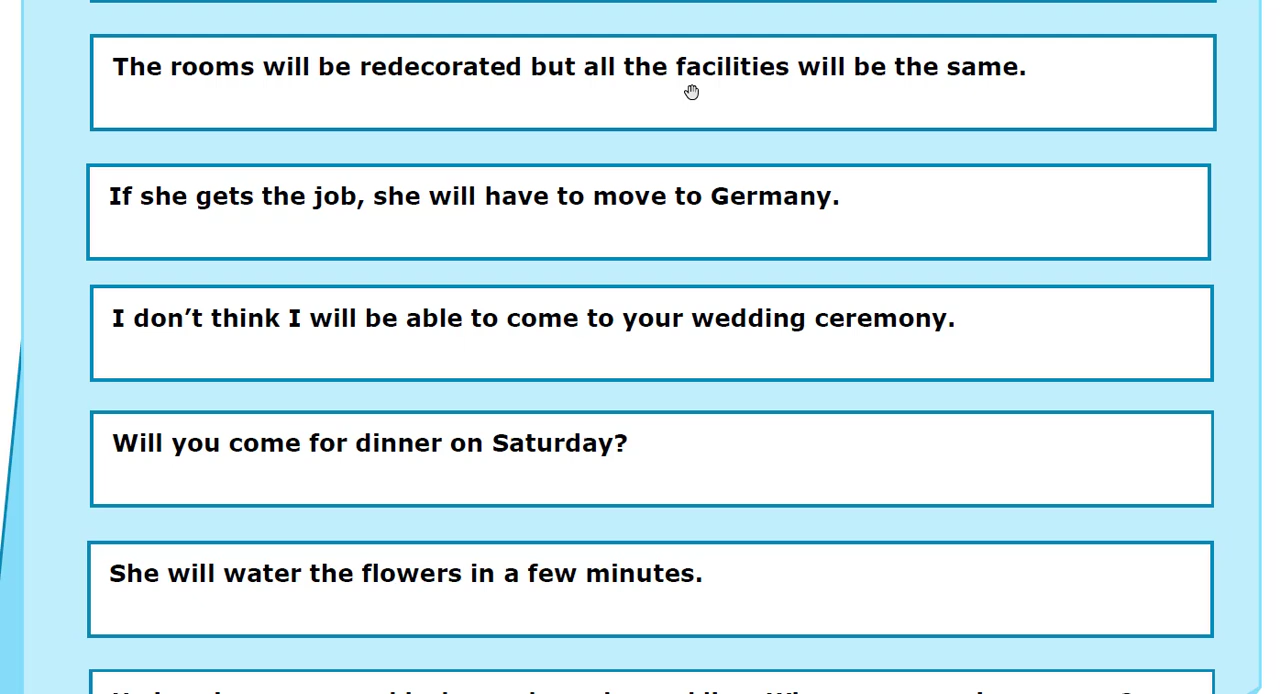 The rooms will be redecorated but all the facilities will be the same.
If she gets the job, she will have to move to Germany.
I don’t think I will be able to come to your wedding ceremony.
Will you come for dinner on Saturday?
She will water the flowers in a few minutes.